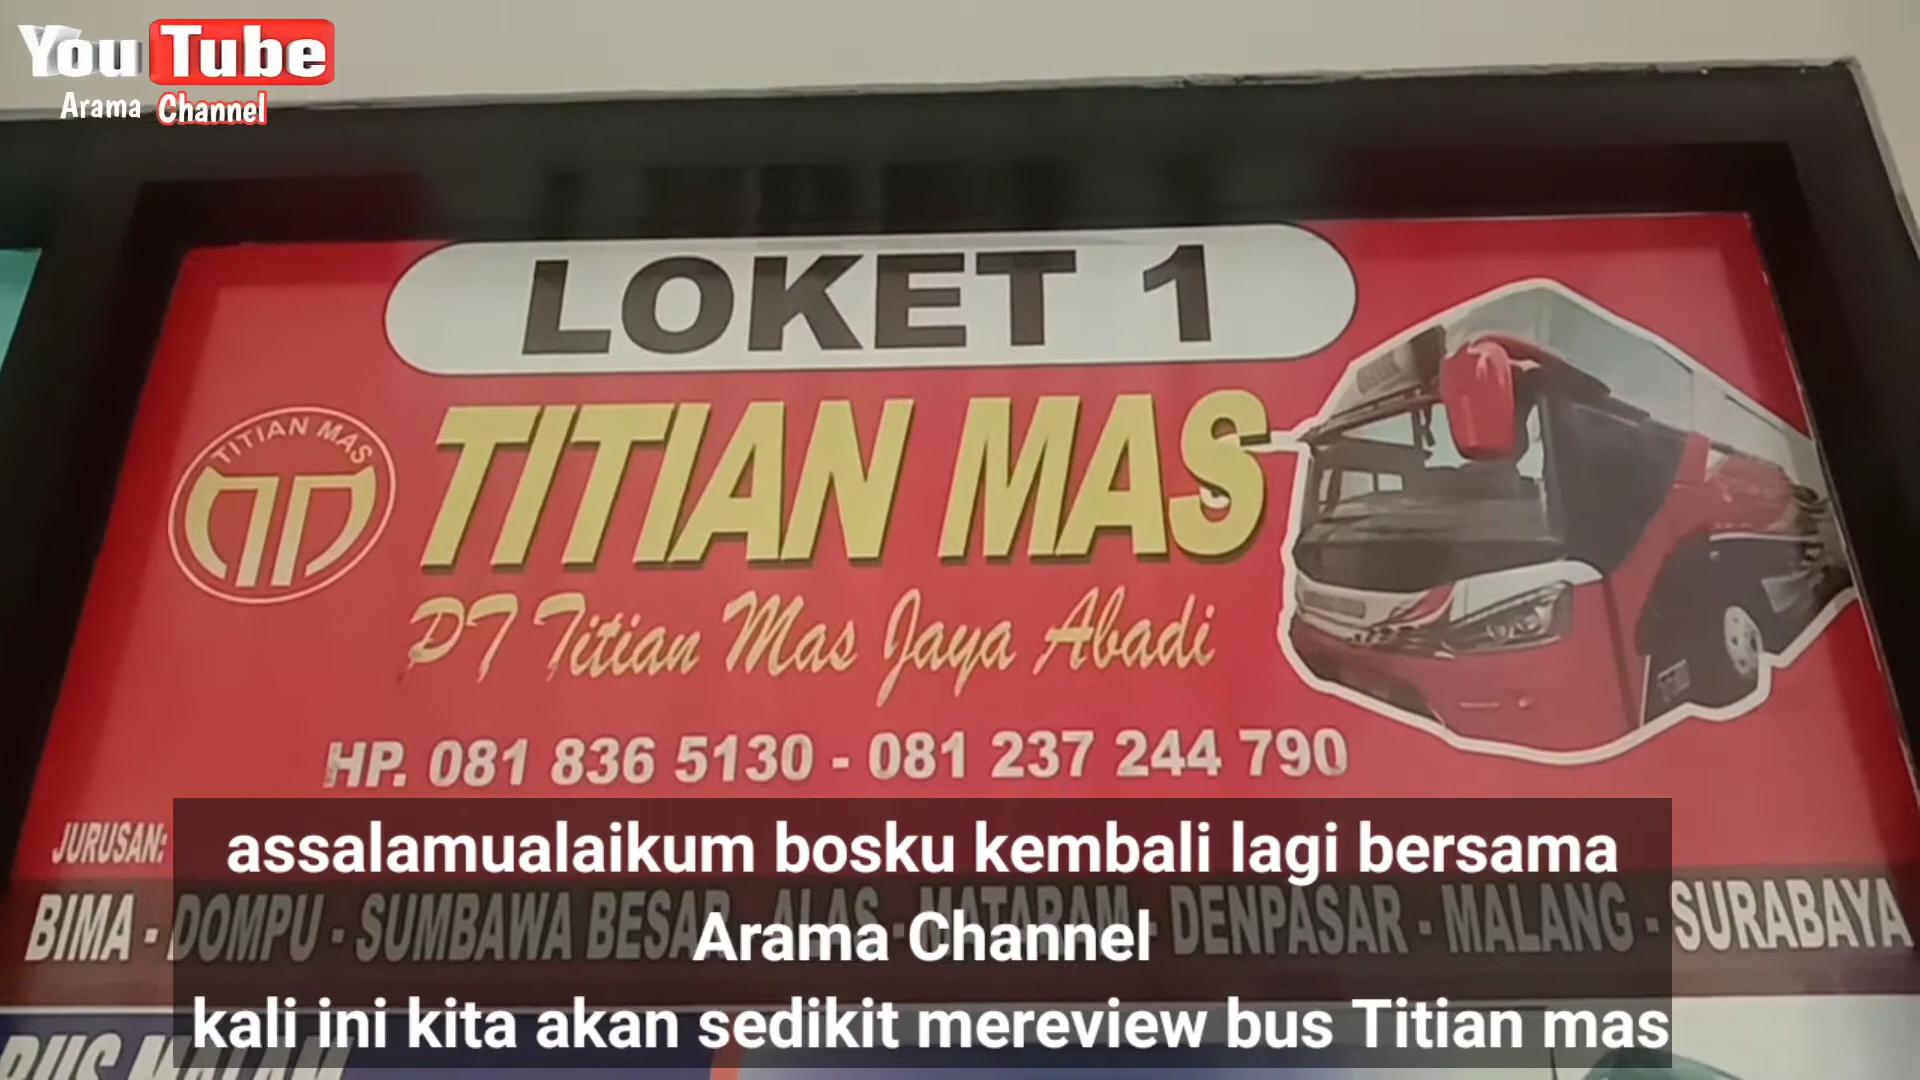 You Tube
Arama Channel
LOKET 1
TITIAN MAS
TITIAN MAS
PT Titian Mas Jaya Abadi
HP. 081 836 5130 - 081 237 244 790
JURUSAN:
BIMA - DOMPU - SUMBAWA BESAR - ALAS - MATARAM - DENPASAR - MALANG - SURABAYA
assalamualaikum bosku kembali lagi bersama
Arama Channel
kali ini kita akan sedikit mereview bus Titian mas
BUS MALAM